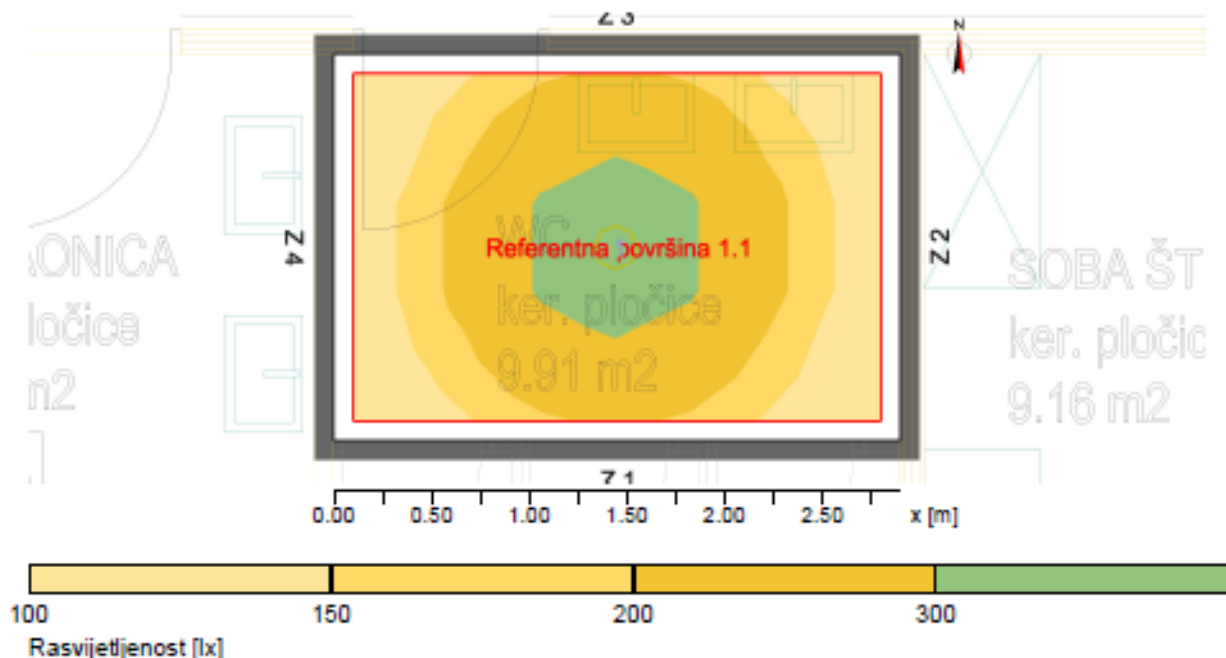 Z 3
N
Z 4
Z 2
WC
Referentna površina 1.1
ONICA
SOBA ŠT
ker. pločice
ločice
ker. pločic
9.91 m2
n2
9.16 m2
Z 1
0.00 0.50 1.00 1.50 2.00 2.50 x [m]
100 150 200 300
Rasvijetljenost [lx]